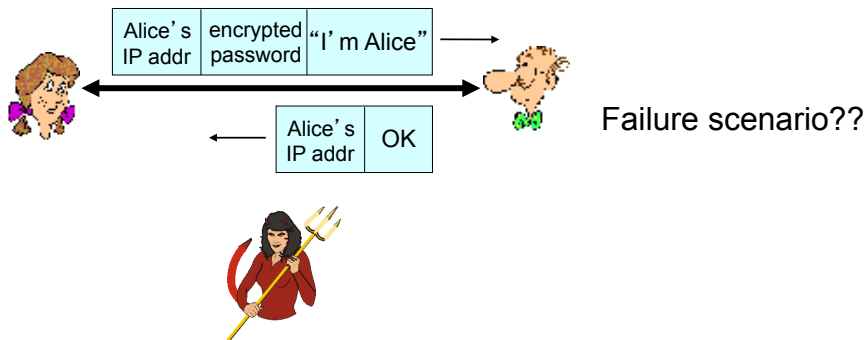 Alice’s
IP addr
encrypted
password
“I’m Alice”
Failure scenario??
Alice’s
IP addr
OK